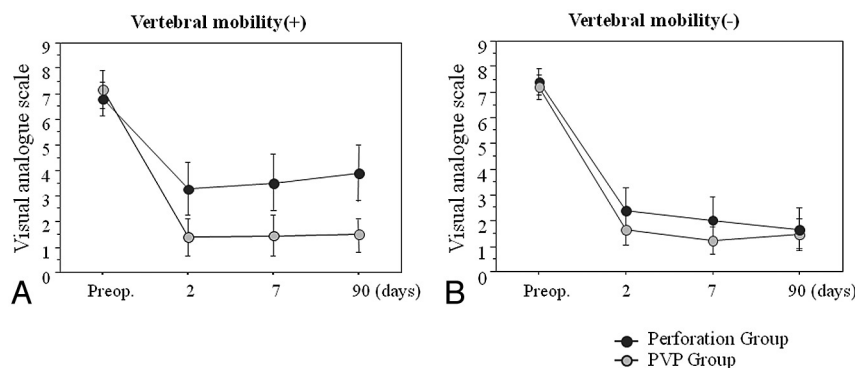 Vertebral mobility(+)
Visual analogue scale
9
8
7
6
5
4
3
2
1
0
Preop. 2 7 90 (days)
A
Vertebral mobility(-)
Visual analogue scale
9
8
7
6
5
4
3
2
1
0
Preop. 2 7 90 (days)
B
Perforation Group
PVP Group